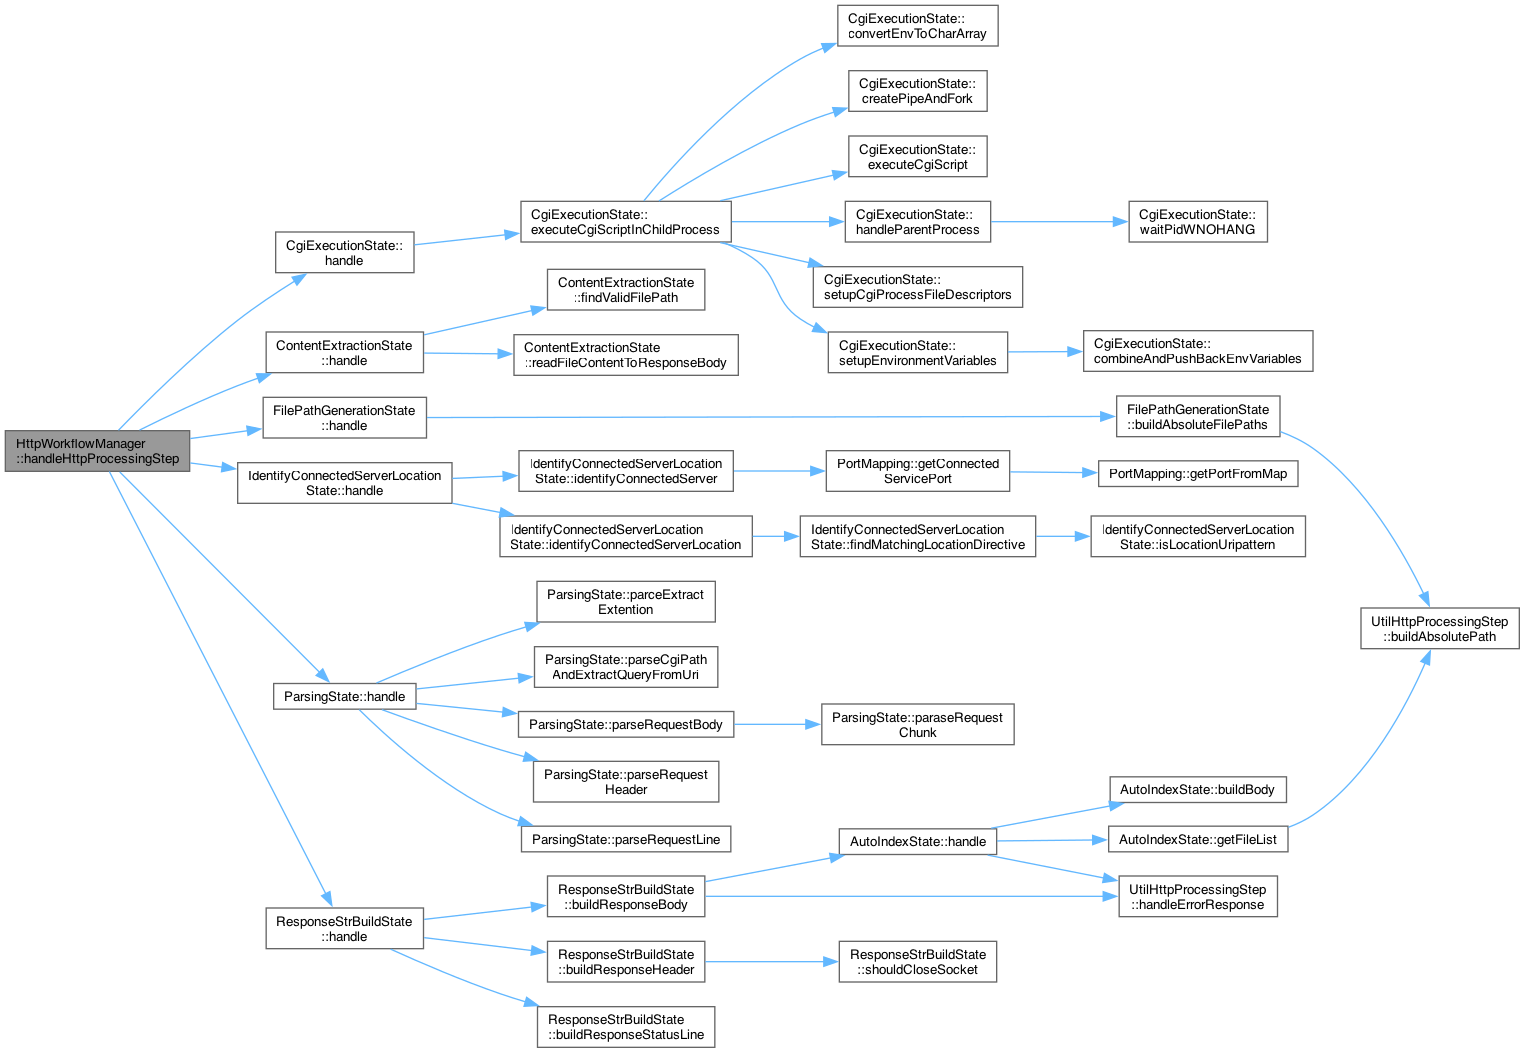 HttpWorkflowManager
::handleHttpProcessingStep
CgiExecutionState::
handle
CgiExecutionState::
executeCgiScriptInChildProcess
CgiExecutionState::
convertEnvToCharArray
CgiExecutionState::
createPipeAndFork
CgiExecutionState::
executeCgiScript
CgiExecutionState::
handleParentProcess
CgiExecutionState::
waitPidWNOHANG
CgiExecutionState::
setupCgiProcessFileDescriptors
CgiExecutionState::
setupEnvironmentVariables
CgiExecutionState::
combineAndPushBackEnvVariables
ContentExtractionState
::handle
ContentExtractionState
::findValidFilePath
ContentExtractionState
::readFileContentToResponseBody
FilePathGenerationState
::handle
FilePathGenerationState
::buildAbsoluteFilePaths
UtilHttpProcessingStep
::buildAbsolutePath
IdentifyConnectedServerLocation
State::handle
IdentifyConnectedServerLocation
State::identifyConnectedServer
PortMapping::getConnected
ServicePort
PortMapping::getPortFromMap
IdentifyConnectedServerLocation
State::identifyConnectedServerLocation
IdentifyConnectedServerLocation
State::findMatchingLocationDirective
IdentifyConnectedServerLocation
State::isLocationUripattern
ParsingState::handle
ParsingState::parceExtract
Extention
ParsingState::parseCgiPath
AndExtractQueryFromUri
ParsingState::parseRequestBody
ParsingState::paraseRequest
Chunk
ParsingState::parseRequest
Header
ParsingState::parseRequestLine
ResponseStrBuildState
::handle
ResponseStrBuildState
::buildResponseBody
AutoIndexState::handle
AutoIndexState::buildBody
AutoIndexState::getFileList
UtilHttpProcessingStep
::handleErrorResponse
ResponseStrBuildState
::buildResponseHeader
ResponseStrBuildState
::shouldCloseSocket
ResponseStrBuildState
::buildResponseStatusLine